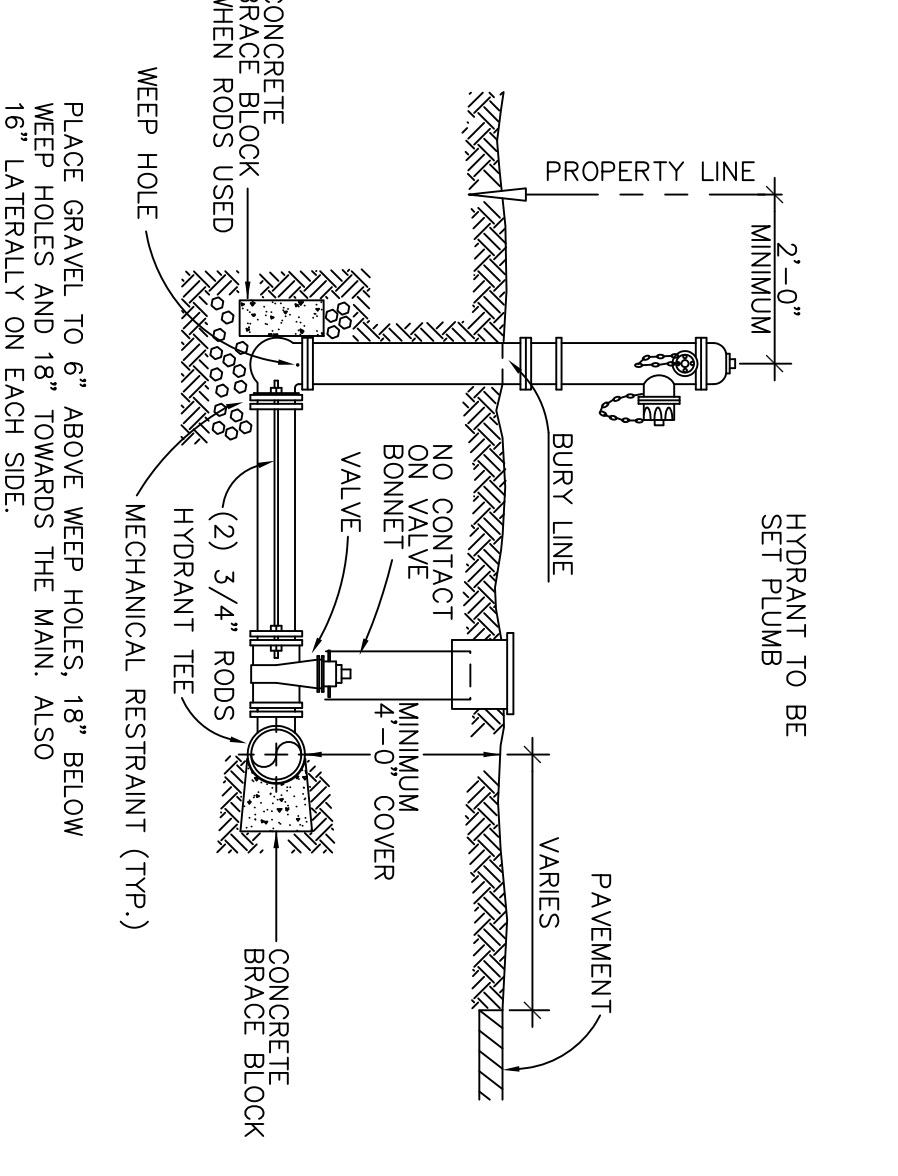 HYDRANT TO BE
SET PLUMB
2'-0"
MINIMUM
PROPERTY LINE
PAVEMENT
BURY LINE
VARIES
NO CONTACT
ON VALVE
BONNET
VALVE
MINIMUM
4'-0" COVER
CONCRETE
BRACE BLOCK
WHEN RODS USED
WEEP HOLE
(2) 3/4" RODS
HYDRANT TEE
MECHANICAL RESTRAINT (TYP.)
CONCRETE
BRACE BLOCK
PLACE GRAVEL TO 6" ABOVE WEEP HOLES, 18" BELOW
WEEP HOLES AND 18" TOWARDS THE MAIN. ALSO
16" LATERALLY ON EACH SIDE.